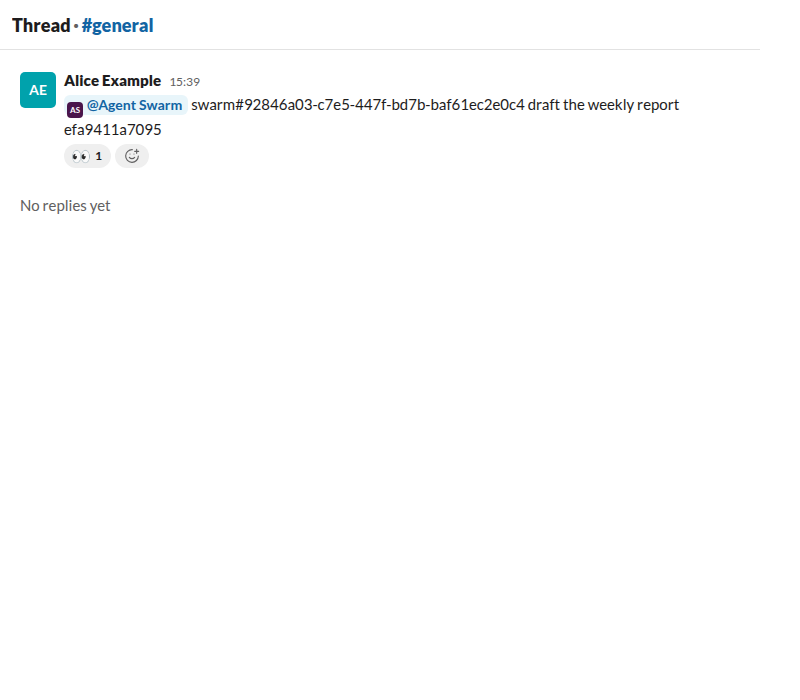 Thread • #general
AE
Alice Example 15:39
AS @Agent Swarm swarm#92846a03-c7e5-447f-bd7b-baf61ec2e0c4 draft the weekly report
efa9411a7095
👀 1
No replies yet